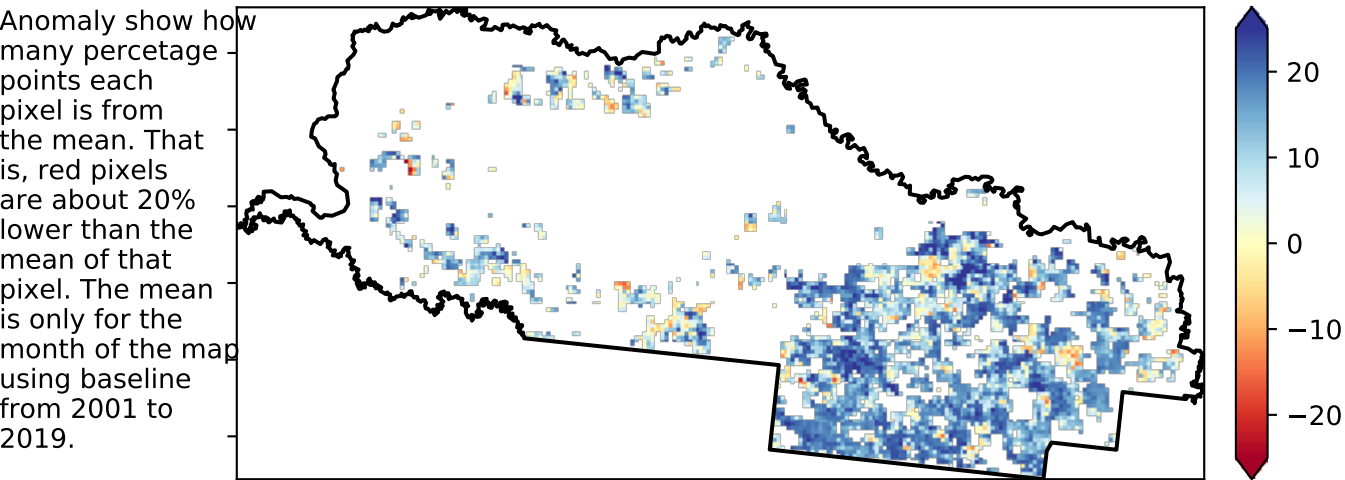 Anomaly show how
many percetage
points each
pixel is from
the mean. That
is, red pixels
are about 20%
lower than the
mean of that
pixel. The mean
is only for the
month of the map
using baseline
from 2001 to
2019.
20
10
0
−10
−20